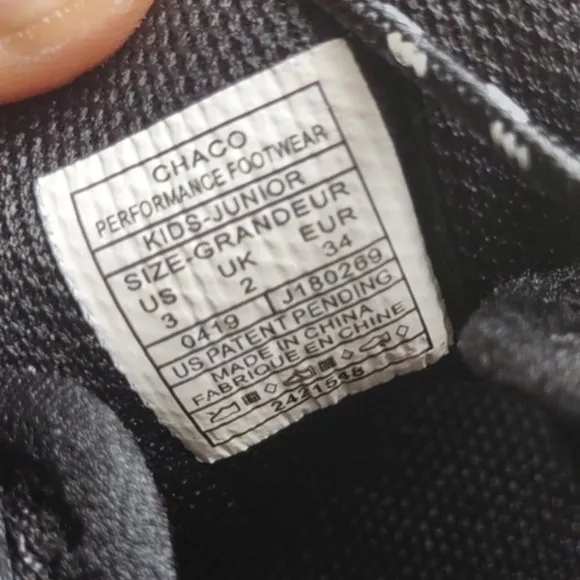 CHACO
PERFORMANCE FOOTWEAR
KIDS-JUNIOR
SIZE-GRANDEUR
US UK EUR
3 2 34
0419 J180269
US PATENT PENDING
MADE IN CHINA
FABRIQUE EN CHINE
2421548